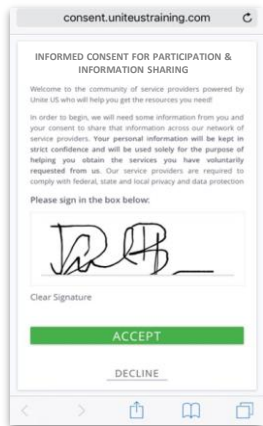 consent.uniteustraining.com
INFORMED CONSENT FOR PARTICIPATION &
INFORMATION SHARING
Welcome to the community of service providers powered by
Unite US who will help you get the resources you need!
In order to begin, we will need some information from you and
your consent to share that information across our network of
service providers. Your personal information will be kept in
strict confidence and will be used solely for the purpose of
helping you obtain the services you have voluntarily
requested from us. Our service providers are required to
comply with federal, state and local privacy and data protection
Please sign in the box below:
Clear Signature
ACCEPT
DECLINE